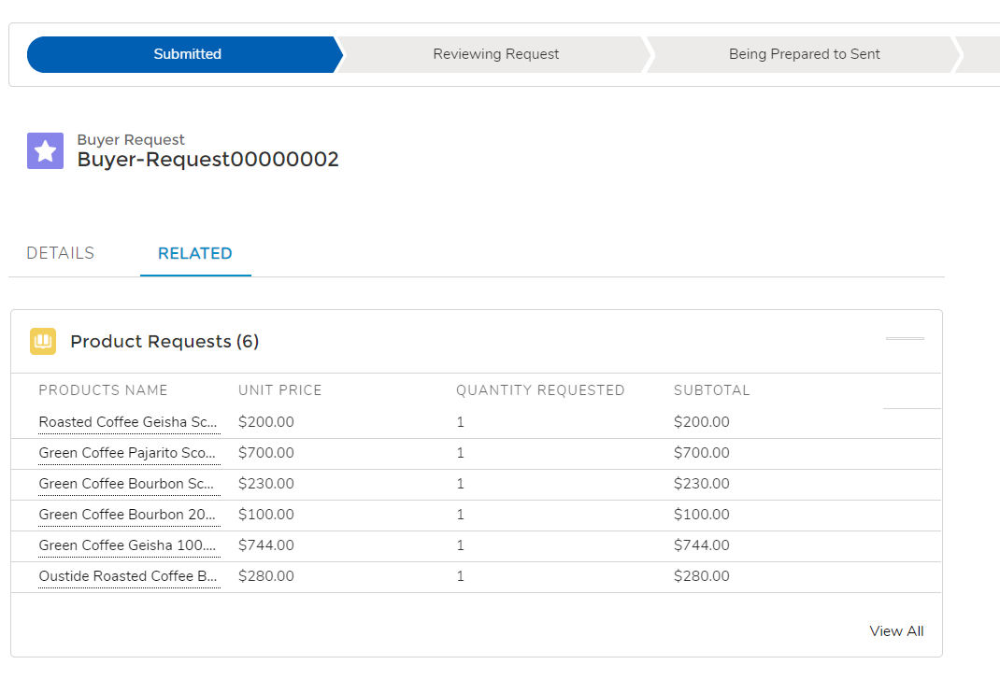 Submitted Reviewing Request Being Prepared to Sent
Buyer Request
Buyer-Request00000002
DETAILS RELATED
Product Requests (6)
PRODUCTS NAME UNIT PRICE QUANTITY REQUESTED SUBTOTAL
Roasted Coffee Geisha Sc... $200.00 1 $200.00
Green Coffee Pajarito Sco... $700.00 1 $700.00
Green Coffee Bourbon Sc... $230.00 1 $230.00
Green Coffee Bourbon 20... $100.00 1 $100.00
Green Coffee Geisha 100.... $744.00 1 $744.00
Oustide Roasted Coffee B... $280.00 1 $280.00
View All